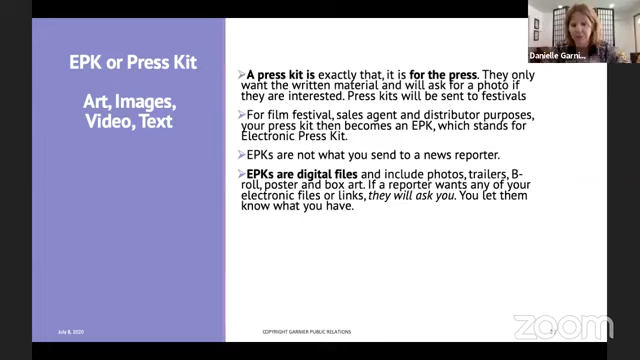 EPK or Press Kit
Art, Images,
Video, Text
A press kit is exactly that, it is for the press. They only
want the written material and will ask for a photo if
they are interested. Press kits will be sent to festivals
For film festival, sales agent and distributor purposes,
your press kit then becomes an EPK, which stands for
Electronic Press Kit.
EPKs are not what you send to a news reporter.
EPKs are digital files and include photos, trailers, B-
roll, poster and box art. If a reporter wants any of your
electronic files or links, they will ask you. You let them
know what you have.
Danielle Garni...
July 8, 2020
COPYRIGHT GARNIER PUBLIC RELATIONS
zoom